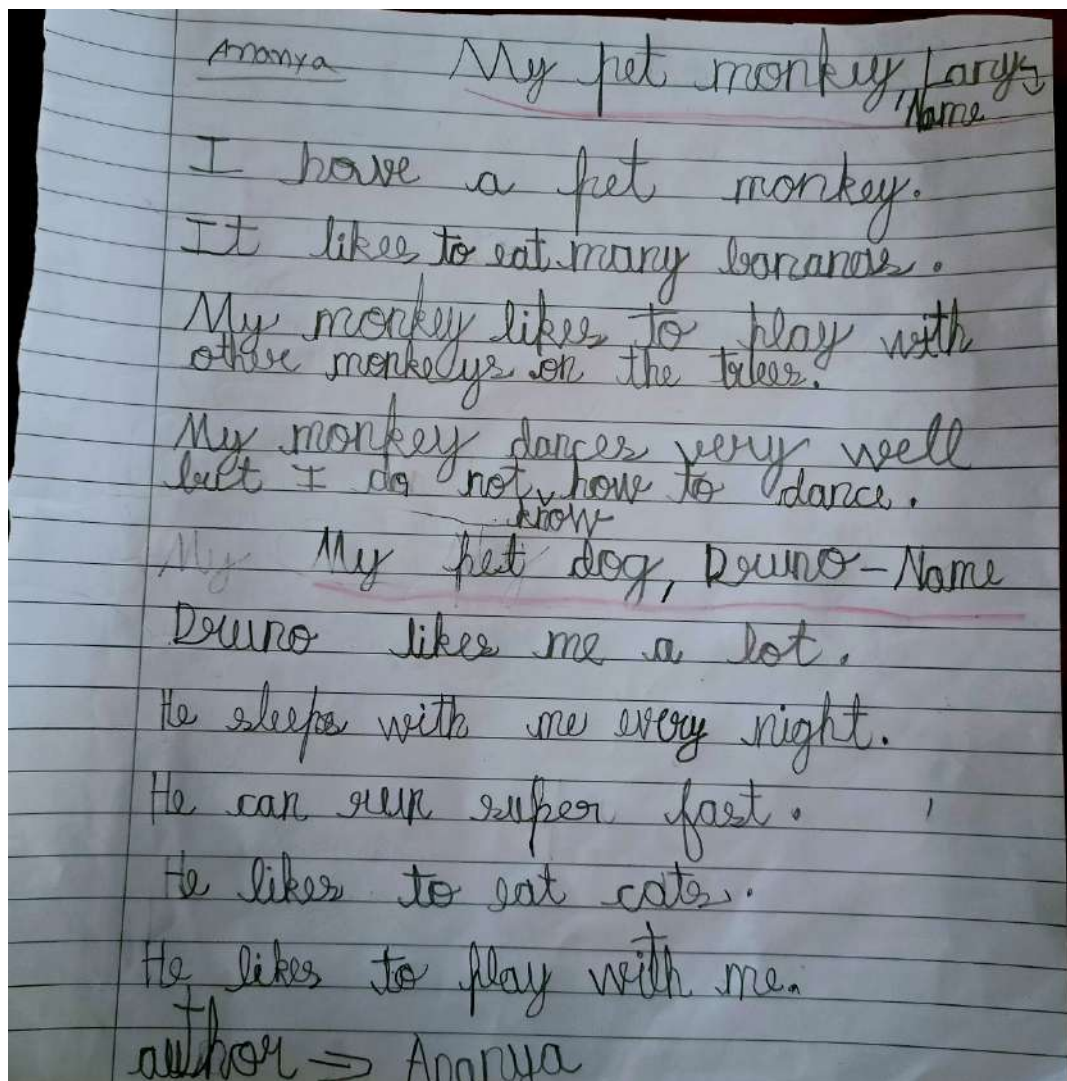 Ananya My pet monkey, Larys
Name
I have a pet monkey.
It likes to eat many bananas.
My monkey likes to play with
other monkeys on the trees.
My monkey dances very well
but I do not how to dance.
know
My My pet dog, Druno-Name
Druno likes me a lot.
He sleeps with me every night.
He can run super fast.
He likes to eat cats.
He likes to play with me.
author => Ananya